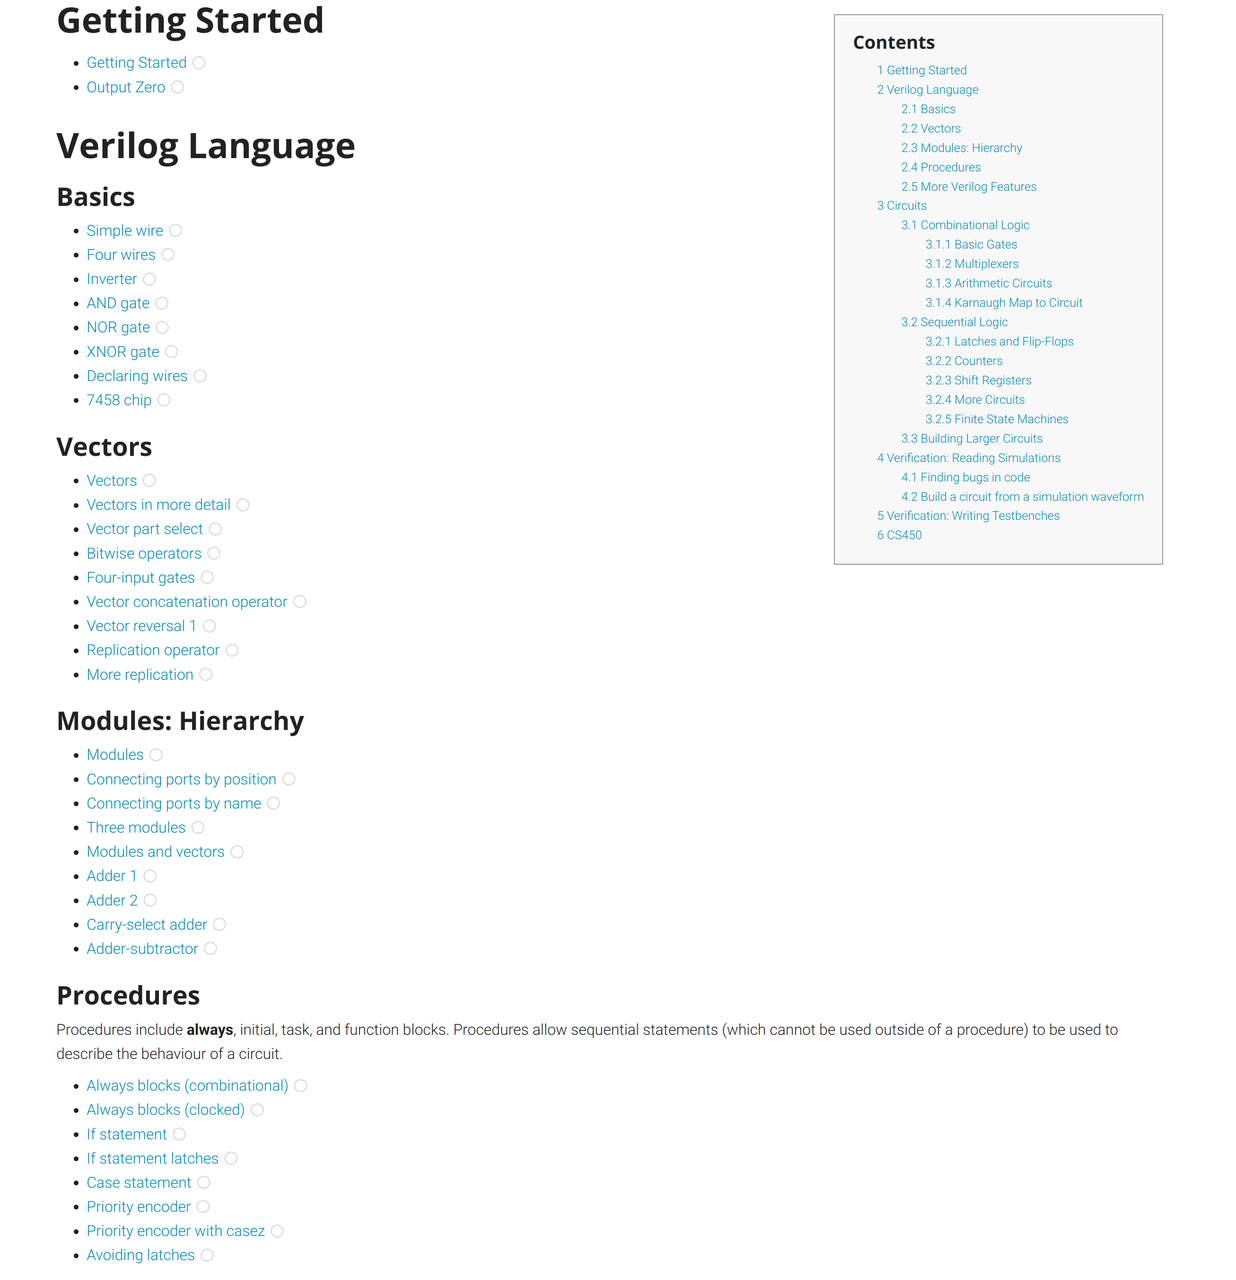 Getting Started
Getting Started
Output Zero
Verilog Language
Basics
Simple wire
Four wires
Inverter
AND gate
NOR gate
XNOR gate
Declaring wires
7458 chip
Vectors
Vectors
Vectors in more detail
Vector part select
Bitwise operators
Four-input gates
Vector concatenation operator
Vector reversal 1
Replication operator
More replication
Modules: Hierarchy
Modules
Connecting ports by position
Connecting ports by name
Three modules
Modules and vectors
Adder 1
Adder 2
Carry-select adder
Adder-subtractor
Procedures
Procedures include always, initial, task, and function blocks. Procedures allow sequential statements (which cannot be used outside of a procedure) to be used to
describe the behaviour of a circuit.
Always blocks (combinational)
Always blocks (clocked)
If statement
If statement latches
Case statement
Priority encoder
Priority encoder with casez
Avoiding latches
Contents
1 Getting Started
2 Verilog Language
2.1 Basics
2.2 Vectors
2.3 Modules: Hierarchy
2.4 Procedures
2.5 More Verilog Features
3 Circuits
3.1 Combinational Logic
3.1.1 Basic Gates
3.1.2 Multiplexers
3.1.3 Arithmetic Circuits
3.1.4 Karnaugh Map to Circuit
3.2 Sequential Logic
3.2.1 Latches and Flip-Flops
3.2.2 Counters
3.2.3 Shift Registers
3.2.4 More Circuits
3.2.5 Finite State Machines
3.3 Building Larger Circuits
4 Verification: Reading Simulations
4.1 Finding bugs in code
4.2 Build a circuit from a simulation waveform
5 Verification: Writing Testbenches
6 CS450